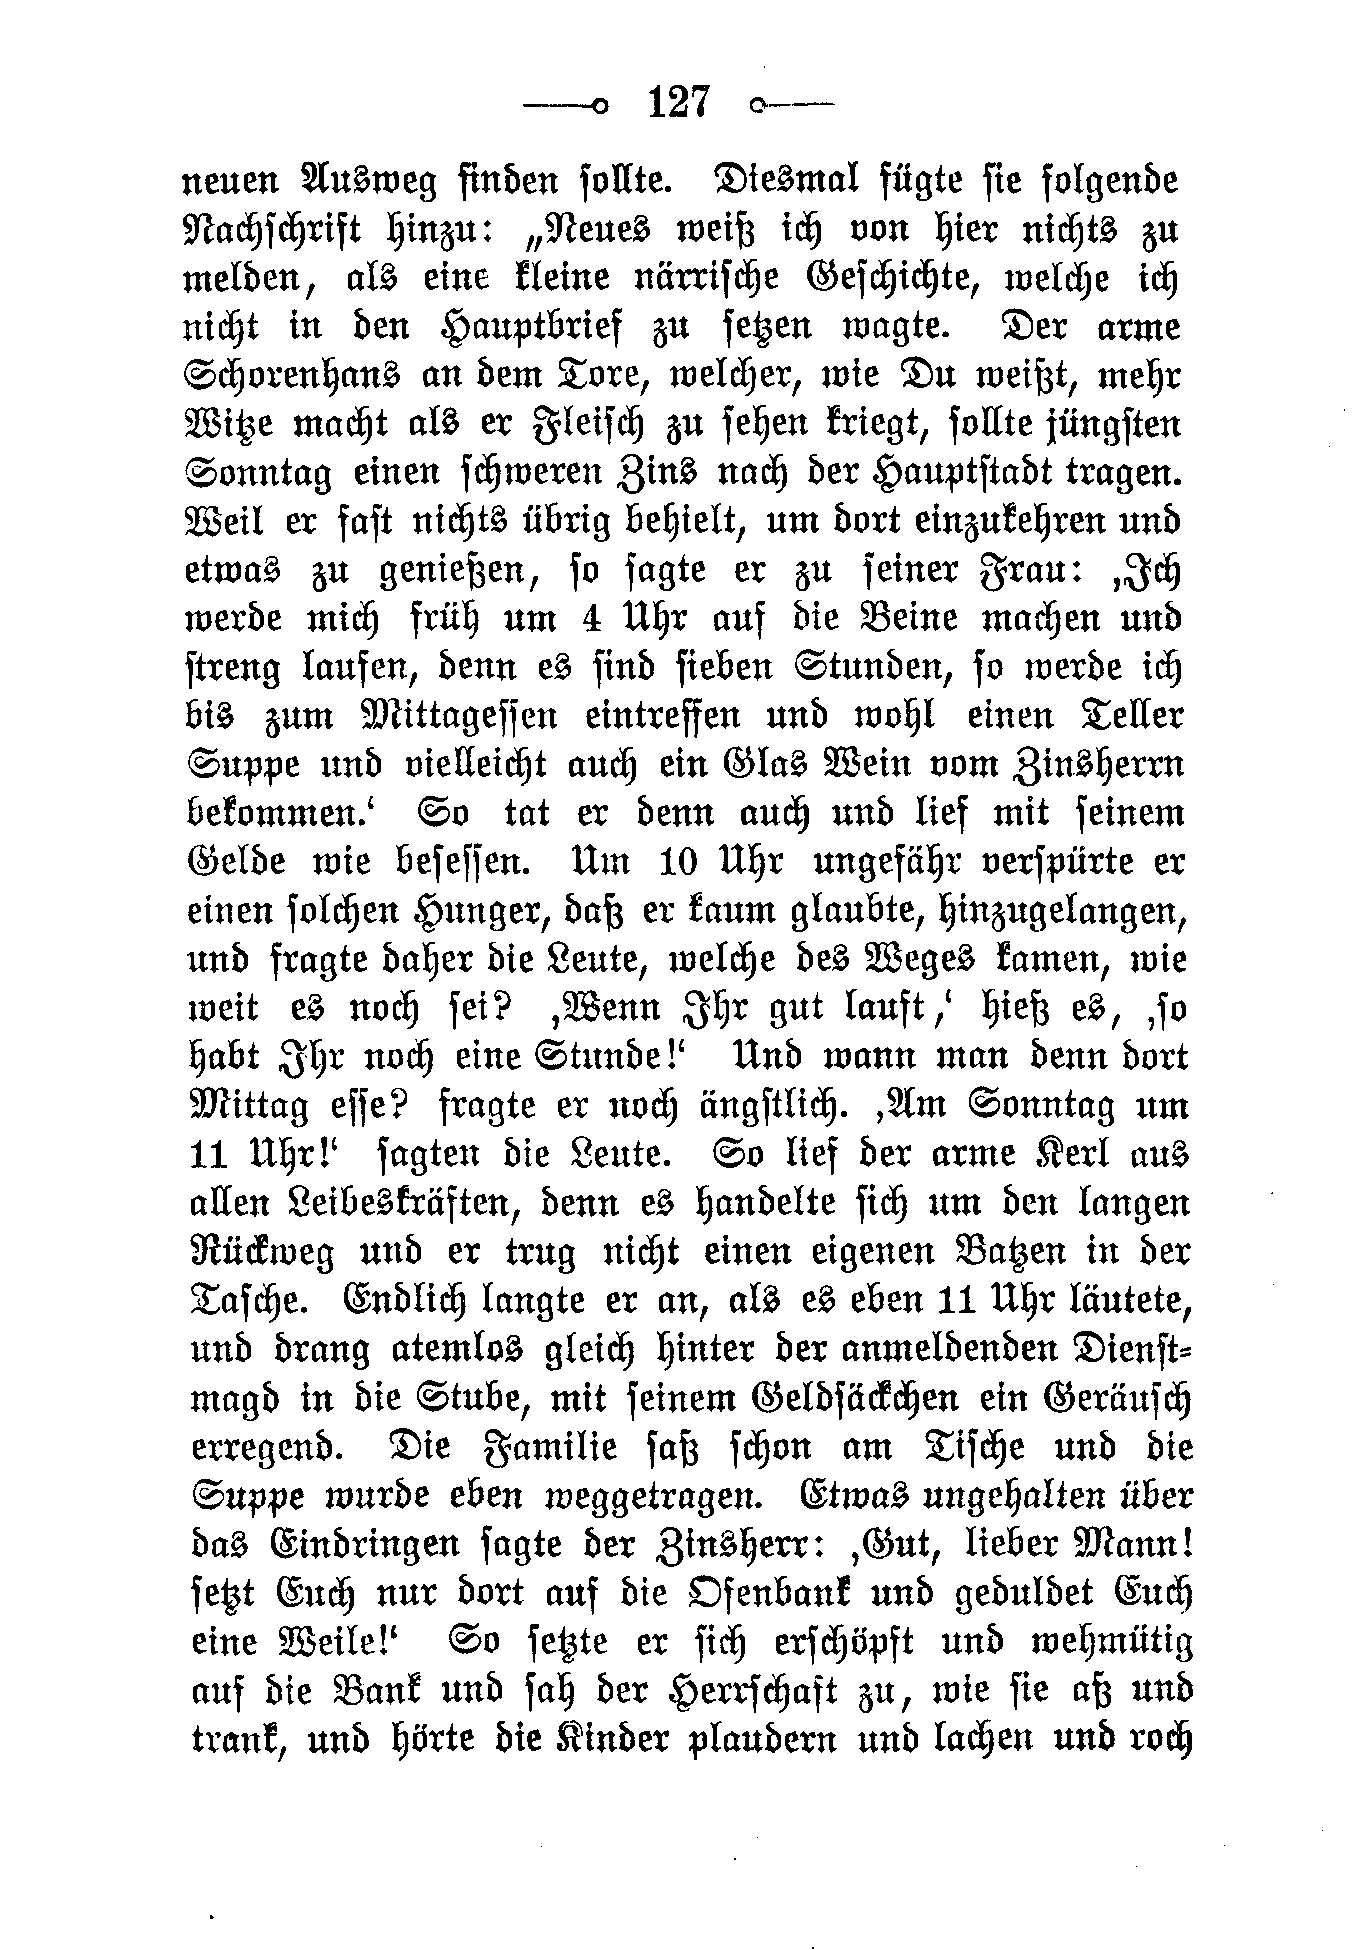 127
neuen Ausweg finden sollte. Diesmal fügte sie folgende
Nachschrift hinzu: „Neues weiß ich von hier nichts zu
melden, als eine kleine närrische Geschichte, welche ich
nicht in den Hauptbrief zu setzen wagte. Der arme
Schorenhans an dem Tore, welcher, wie Du weißt, mehr
Witze macht als er Fleisch zu sehen kriegt, sollte jüngsten
Sonntag einen schweren Zins nach der Hauptstadt tragen.
Weil er fast nichts übrig behielt, um dort einzukehren und
etwas zu genießen, so sagte er zu seiner Frau: ‚Ich
werde mich früh um 4 Uhr auf die Beine machen und
streng laufen, denn es sind sieben Stunden, so werde ich
bis zum Mittagessen eintreffen und wohl einen Teller
Suppe und vielleicht auch ein Glas Wein vom Zinsherrn
bekommen.‘ So tat er denn auch und lief mit seinem
Gelde wie besessen. Um 10 Uhr ungefähr verspürte er
einen solchen Hunger, daß er kaum glaubte, hinzugelangen,
und fragte daher die Leute, welche des Weges kamen, wie
weit es noch sei? ‚Wenn Ihr gut lauft,‘ hieß es, ‚so
habt Ihr noch eine Stunde!‘ Und wann man denn dort
Mittag esse? fragte er noch ängstlich. ‚Am Sonntag um
11 Uhr!‘ sagten die Leute. So lief der arme Kerl aus
allen Leibeskräften, denn es handelte sich um den langen
Rückweg und er trug nicht einen eigenen Batzen in der
Tasche. Endlich langte er an, als es eben 11 Uhr läutete,
und drang atemlos gleich hinter der anmeldenden Dienst-
magd in die Stube, mit seinem Geldsäckchen ein Geräusch
erregend. Die Familie saß schon am Tische und die
Suppe wurde eben weggetragen. Etwas ungehalten über
das Eindringen sagte der Zinsherr: ‚Gut, lieber Mann!
setzt Euch nur dort auf die Ofenbank und geduldet Euch
eine Weile!‘ So setzte er sich erschöpft und wehmütig
auf die Bank und sah der Herrschaft zu, wie sie aß und
trank, und hörte die Kinder plaudern und lachen und roch